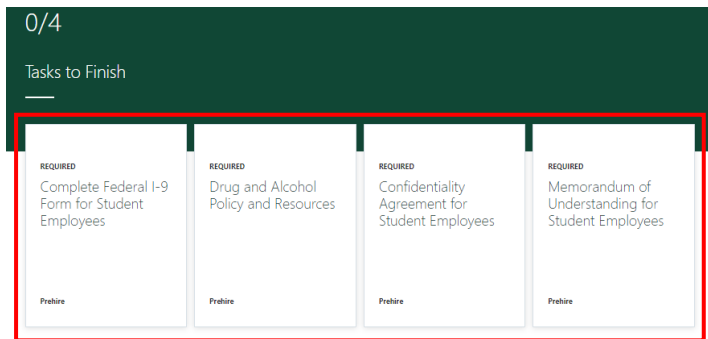 0/4
Tasks to Finish
REQUIRED
Complete Federal I-9
Form for Student
Employees
Prehire
REQUIRED
Drug and Alcohol
Policy and Resources
Prehire
REQUIRED
Confidentiality
Agreement for
Student Employees
Prehire
REQUIRED
Memorandum of
Understanding for
Student Employees
Prehire